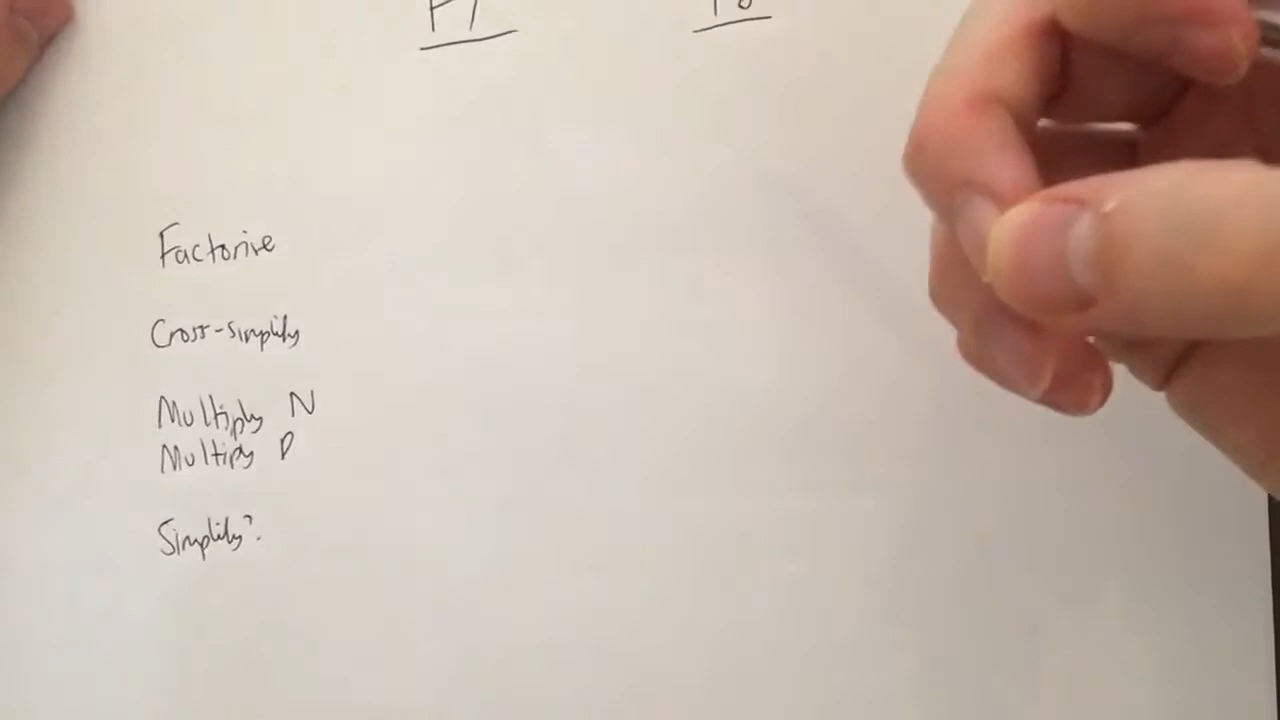 Factorise
Cross-simplify
Multiply N
Multiply D
Simplify?